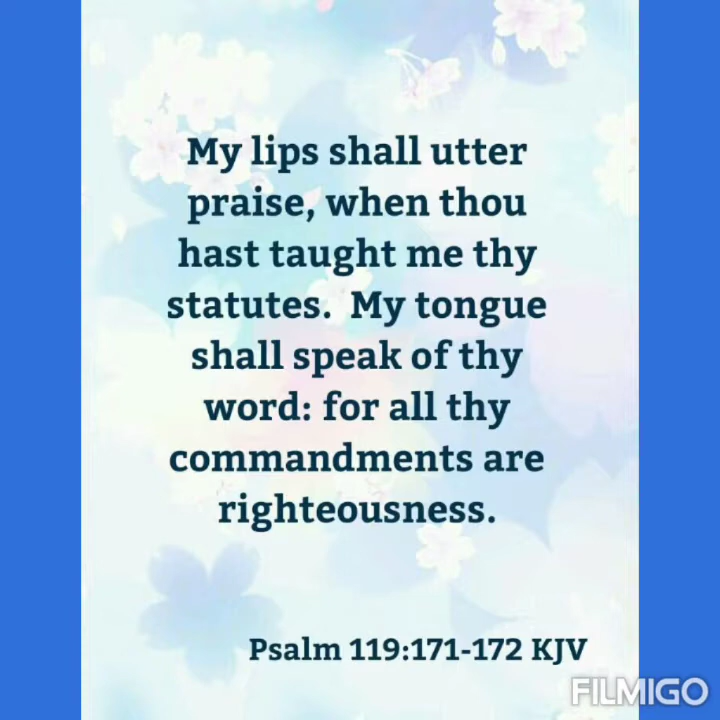 My lips shall utter
praise, when thou
hast taught me thy
statutes.  My tongue
shall speak of thy
word: for all thy
commandments are
righteousness.
Psalm 119:171-172 KJV
FILMIGO